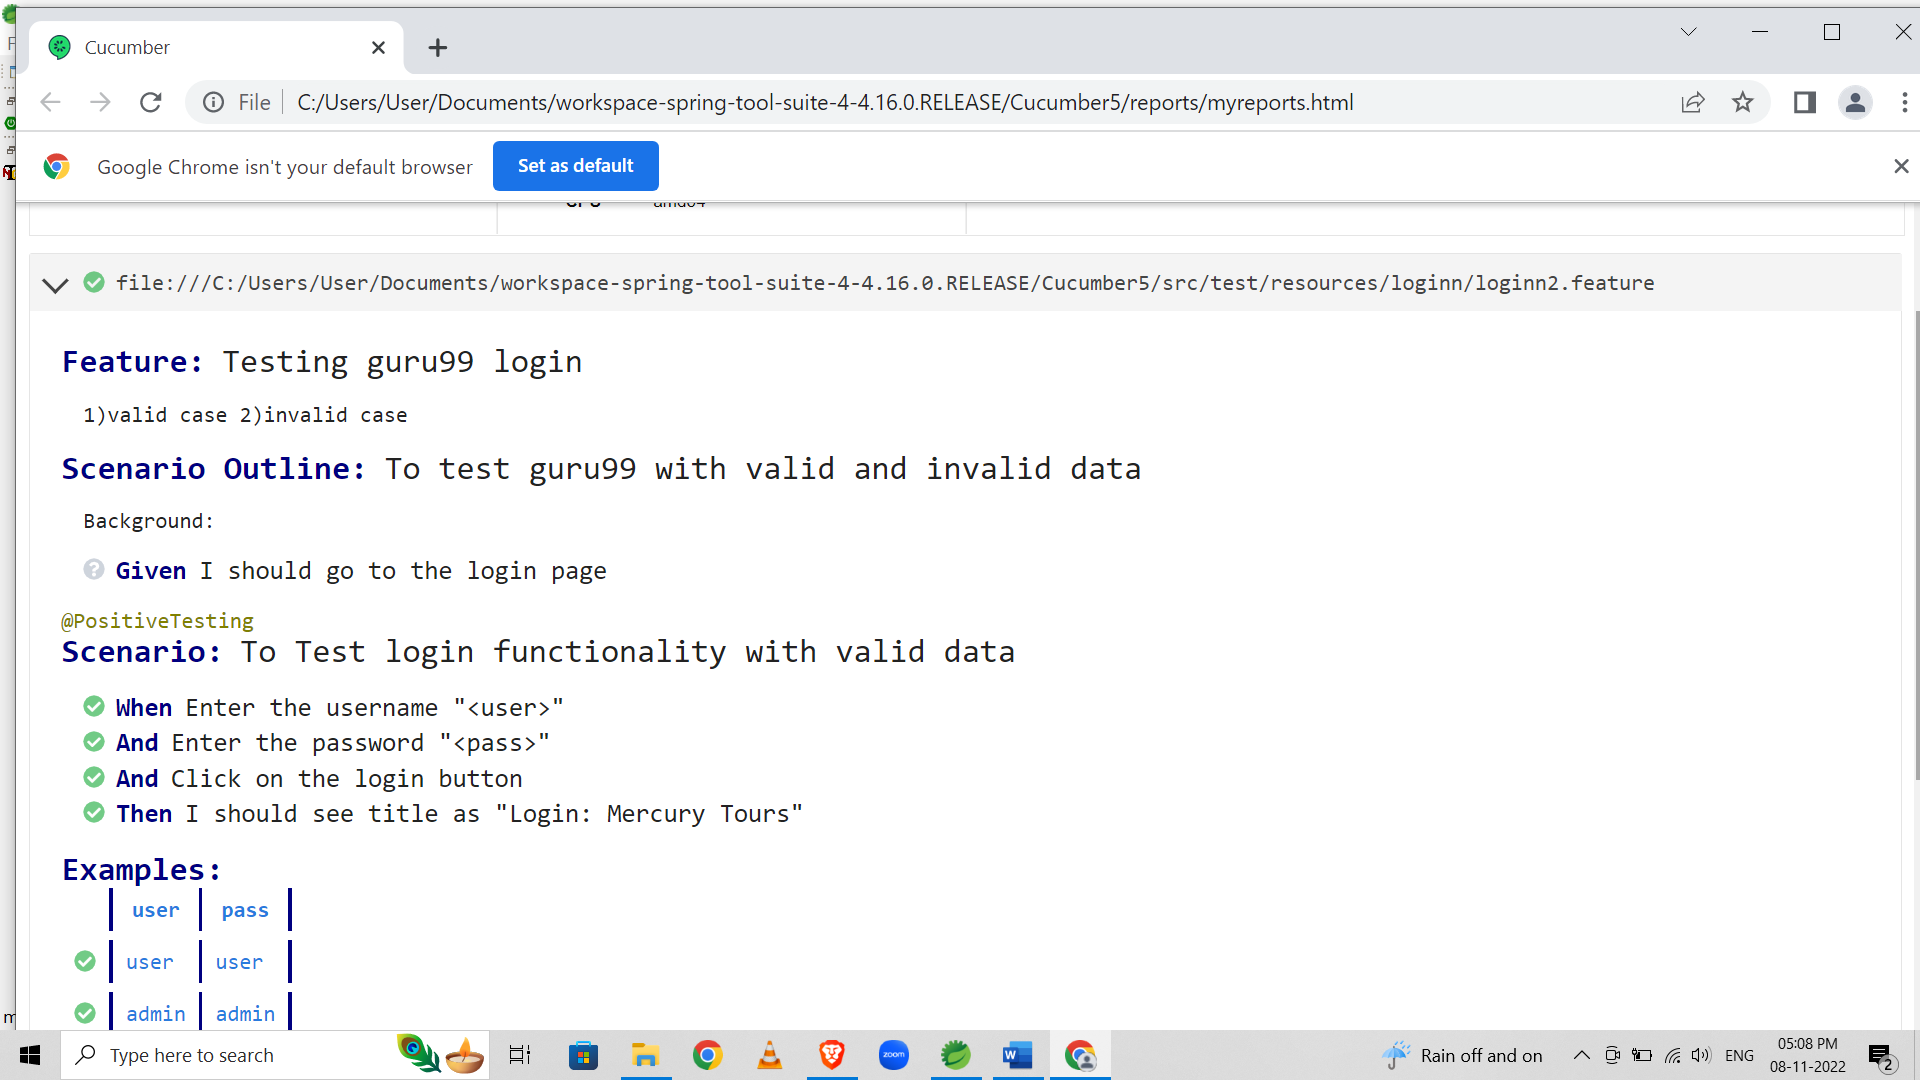 Cucumber
File
C:/Users/User/Documents/workspace-spring-tool-suite-4-4.16.0.RELEASE/Cucumber5/reports/myreports.html
Google Chrome isn't your default browser
Set as default
file:///C:/Users/User/Documents/workspace-spring-tool-suite-4-4.16.0.RELEASE/Cucumber5/src/test/resources/loginn/loginn2.feature
Feature: Testing guru99 login
1)valid case 2)invalid case
Scenario Outline: To test guru99 with valid and invalid data
Background:
Given I should go to the login page
@PositiveTesting
Scenario: To Test login functionality with valid data
When Enter the username "<user>"
And Enter the password "<pass>"
And Click on the login button
Then I should see title as "Login: Mercury Tours"
Examples:
user pass
user user
admin admin
Type here to search
zoom
W
Rain off and on
ENG
05:08 PM
08-11-2022
2